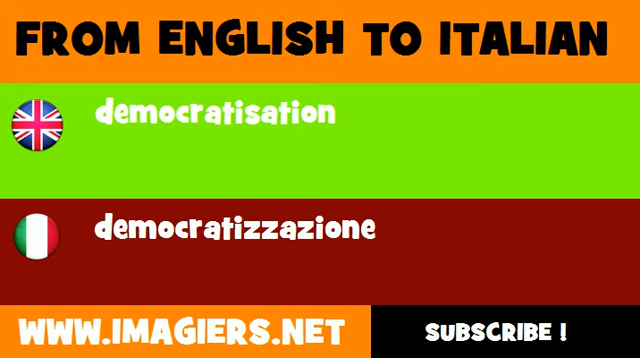 FROM ENGLISH TO ITALIAN
democratisation
democratizzazione
WWW.IMAGIERS.NET
SUBSCRIBE !